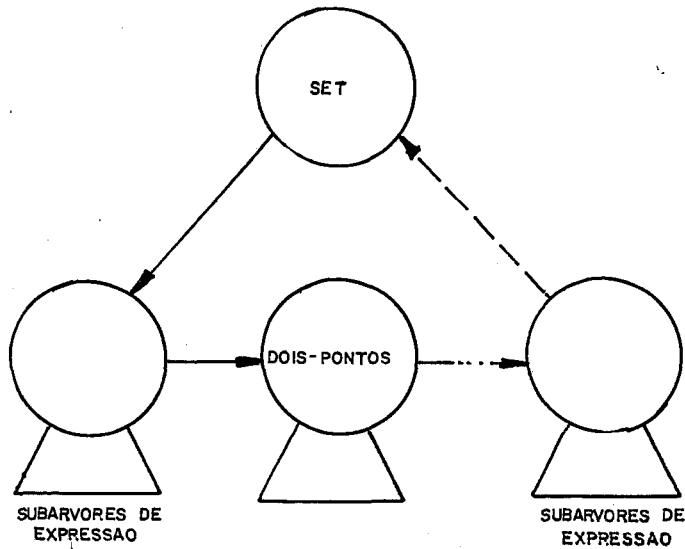 SET
DOIS-PONTOS
SUBARVORES DE
EXPRESSAO
SUBARVORES DE
EXPRESSAO